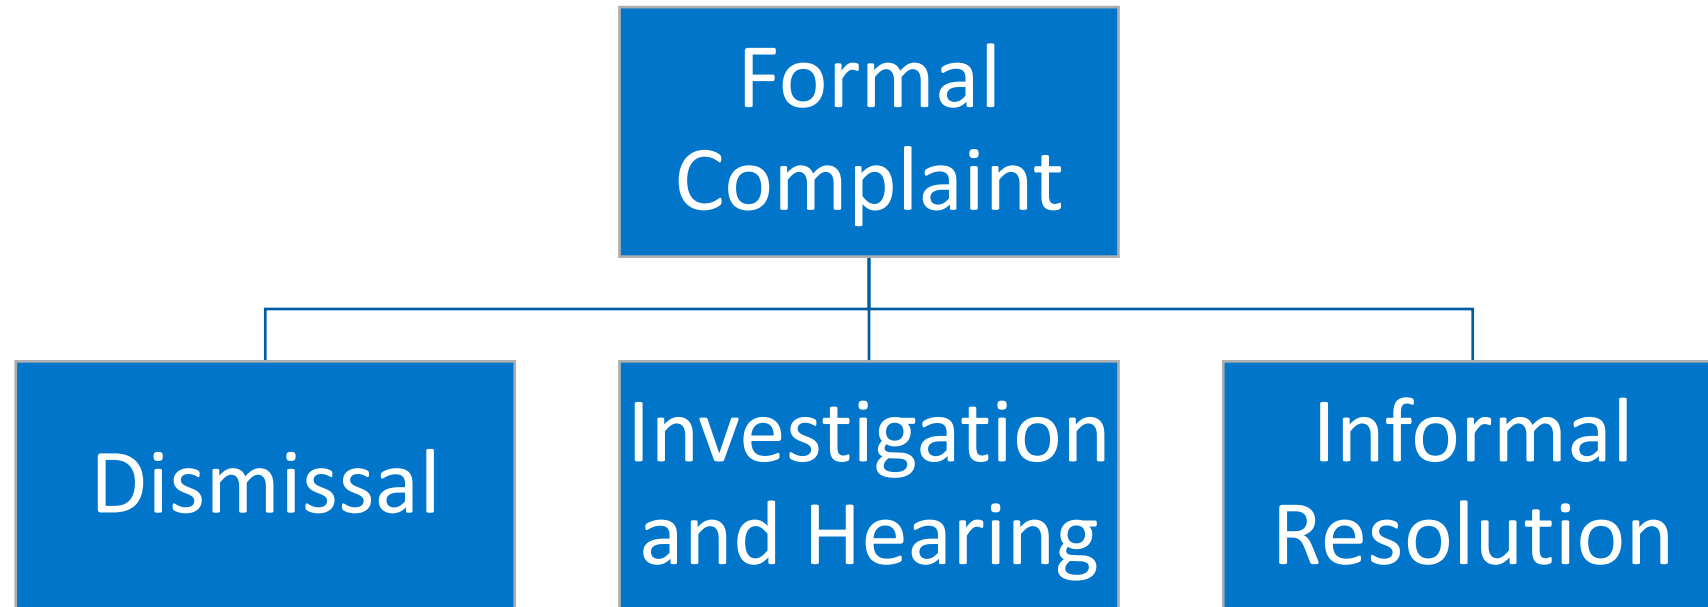 Formal
Complaint
Dismissal
Investigation
and Hearing
Informal
Resolution